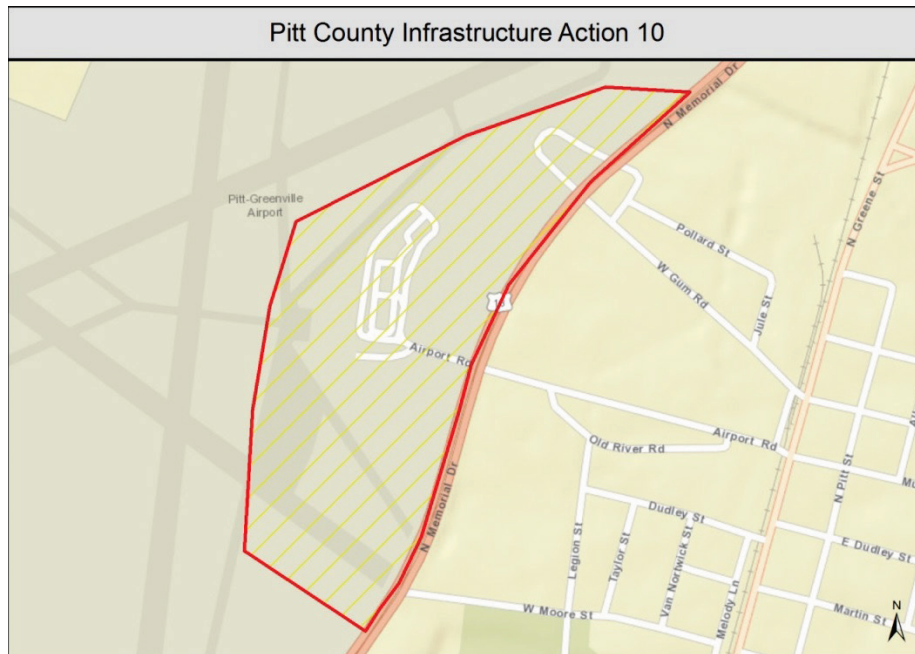 Pitt County Infrastructure Action 10
N Memorial Dr
Pitt-Greenville
Airport
N Greene St
Pollard St
W Gum Rd
Jule St
Airport Rd
Airport Rd
Old River Rd
N Pitt St
N Memorial Dr
Dudley St
Legion St
Taylor St
Van Nortwick St
E Dudley St
Melody Ln
W Moore St
Martin St
N